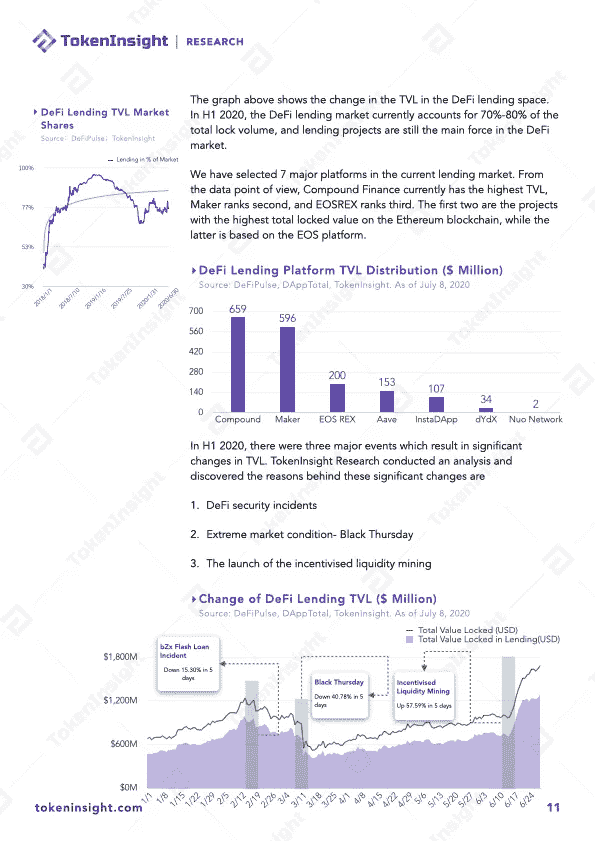 TokenInsight | RESEARCH
DeFi Lending TVL Market
Shares
Source: DeFiPulse; TokenInsight
Lending in % of Market
100%
77%
53%
30%
2018/1/1
2018/7/10
2019/1/16
2019/7/25
2020/1/31
2020/6/30
The graph above shows the change in the TVL in the DeFi lending space.
In H1 2020, the DeFi lending market currently accounts for 70%-80% of the
total lock volume, and lending projects are still the main force in the DeFi
market.
We have selected 7 major platforms in the current lending market. From
the data point of view, Compound Finance currently has the highest TVL,
Maker ranks second, and EOSREX ranks third. The first two are the projects
with the highest total locked value on the Ethereum blockchain, while the
latter is based on the EOS platform.
DeFi Lending Platform TVL Distribution ($ Million)
Source: DeFiPulse, DAppTotal, TokenInsight. As of July 8, 2020
700
560
420
280
140
0
659
596
200
153
107
34
2
Compound Maker EOS REX Aave InstaDApp dYdX Nuo Network
In H1 2020, there were three major events which result in significant
changes in TVL. TokenInsight Research conducted an analysis and
discovered the reasons behind these significant changes are
1. DeFi security incidents
2. Extreme market condition- Black Thursday
3. The launch of the incentivised liquidity mining
Change of DeFi Lending TVL ($ Million)
Source: DeFiPulse, DAppTotal, TokenInsight. As of July 8, 2020
Total Value Locked (USD)
Total Value Locked in Lending(USD)
bZx Flash Loan
Incident
Down 15.30% in 5
days
Black Thursday
Down 40.78% in 5
days
Incentivised
Liquidity Mining
Up 57.59% in 5 days
$1,800M
$1,200M
$600M
$0M
1/1 1/8 1/15 1/22 1/29 2/5 2/12 2/19 2/26 3/4 3/11 3/18 3/25 4/1 4/8 4/15 4/22 4/29 5/6 5/13 5/20 5/27 6/3 6/10 6/17 6/24
tokeninsight.com
11